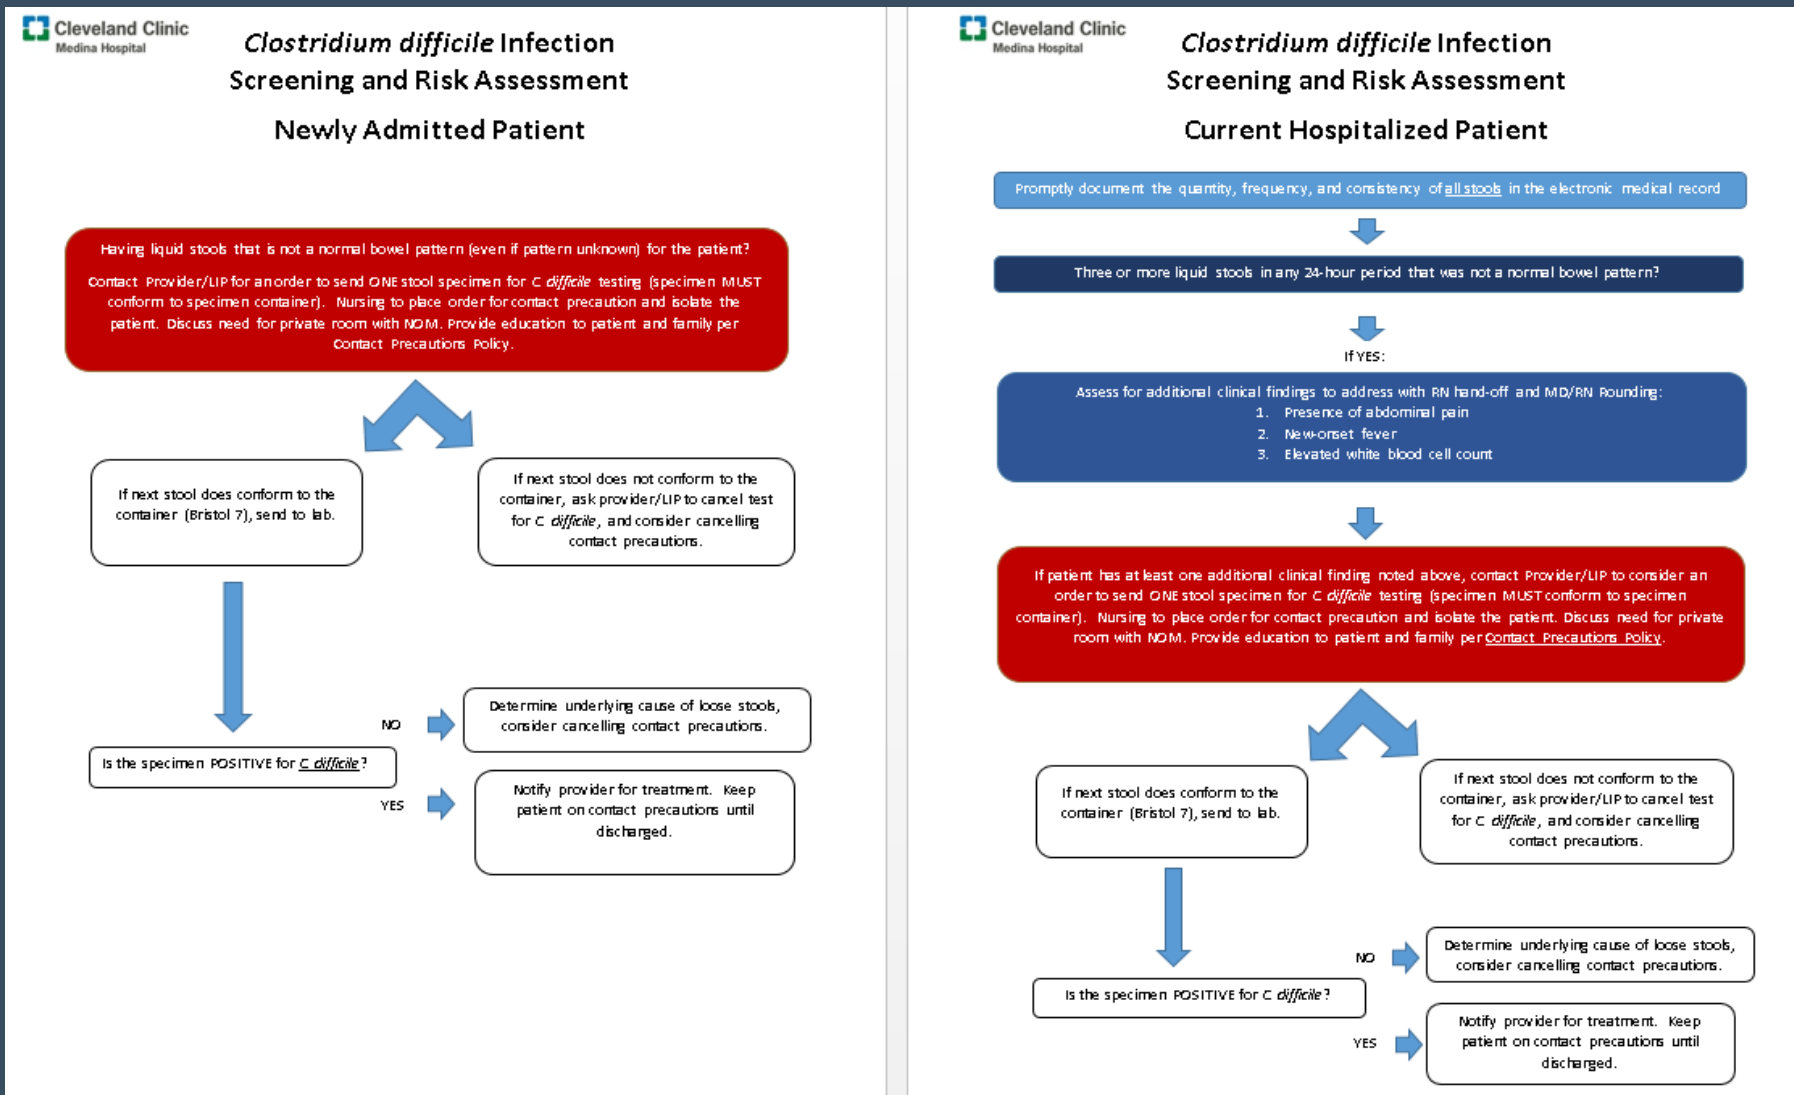 Cleveland Clinic
Medina Hospital
Clostridium difficile Infection
Screening and Risk Assessment
Newly Admitted Patient
Having liquid stools that is not a normal bowel pattern (even if pattern unknown) for the patient?
Contact Provider/LIP for an order to send ONE stool specimen for C difficile testing (specimen MUST
conform to specimen container). Nursing to place order for contact precaution and isolate the
patient. Discuss need for private room with NOM. Provide education to patient and family per
Contact Precautions Policy.
If next stool does conform to the
container (Bristol 7), send to lab.
If next stool does not conform to the
container, ask provider/LIP to cancel test
for C difficile, and consider cancelling
contact precautions.
Is the specimen POSITIVE for C difficile?
NO
Determine underlying cause of loose stools,
consider cancelling contact precautions.
YES
Notify provider for treatment. Keep
patient on contact precautions until
discharged.
Cleveland Clinic
Medina Hospital
Clostridium difficile Infection
Screening and Risk Assessment
Current Hospitalized Patient
Promptly document the quantity, frequency, and consistency of all stools in the electronic medical record
Three or more liquid stools in any 24-hour period that was not a normal bowel pattern?
If YES:
Assess for additional clinical findings to address with RN hand-off and MD/RN Rounding:
1. Presence of abdominal pain
2. New-onset fever
3. Elevated white blood cell count
If patient has at least one additional clinical finding noted above, contact Provider/LIP to consider an
order to send ONE stool specimen for C difficile testing (specimen MUST conform to specimen
container). Nursing to place order for contact precaution and isolate the patient. Discuss need for private
room with NOM. Provide education to patient and family per Contact Precautions Policy.
If next stool does conform to the
container (Bristol 7), send to lab.
If next stool does not conform to the
container, ask provider/LIP to cancel test
for C difficile, and consider cancelling
contact precautions.
Is the specimen POSITIVE for C difficile?
NO
Determine underlying cause of loose stools,
consider cancelling contact precautions.
YES
Notify provider for treatment. Keep
patient on contact precautions until
discharged.